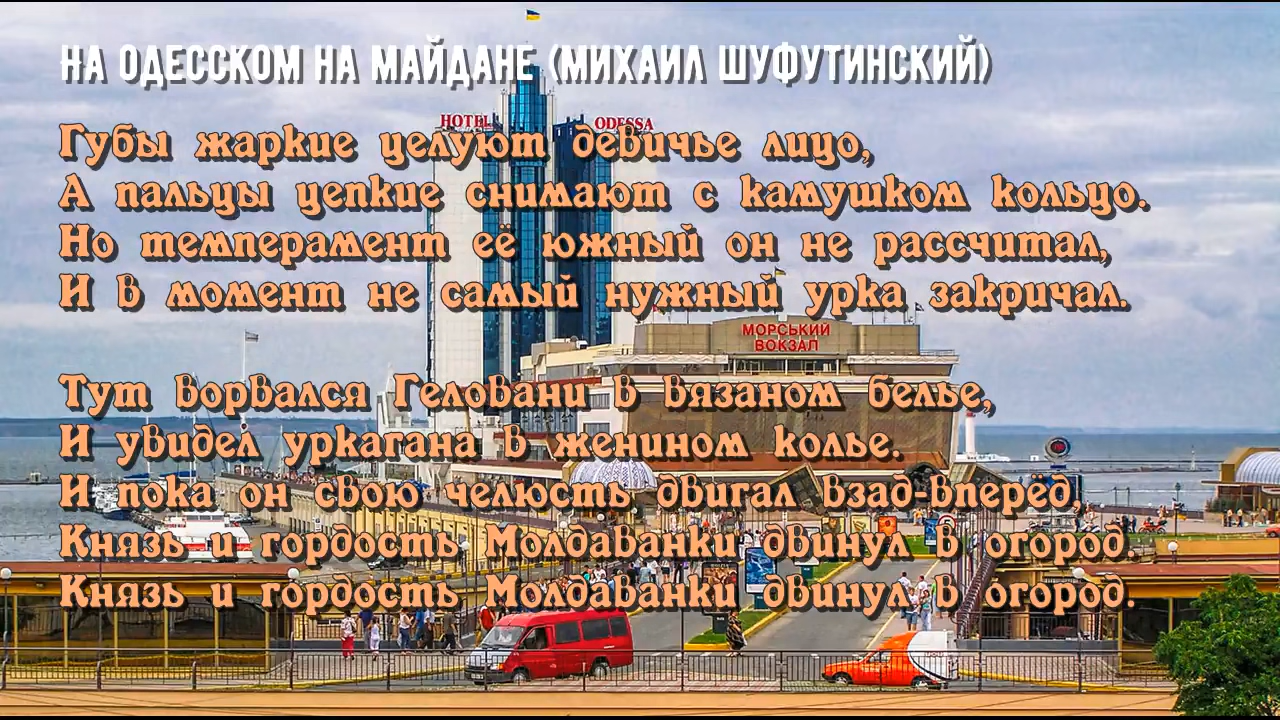 НА ОДЕССКОМ НА МАЙДАНЕ (МИХАИЛ ШУФУТИНСКИЙ)
HOTEL ODESSA
Губы жаркие целуют девичье лицо,
А пальцы цепкие снимают с камушком кольцо.
Но темперамент её южный он не рассчитал,
И в момент не самый нужный урка закричал.
МОРСЬКИЙ
ВОКЗАЛ
Тут ворвался Геловани в вязаном белье,
И увидел уркагана в женином колье.
И пока он свою челюсть двигал взад-вперёд,
Князь и гордость Молдаванки двинул в огород.
Князь и гордость Молдаванки двинул в огород.